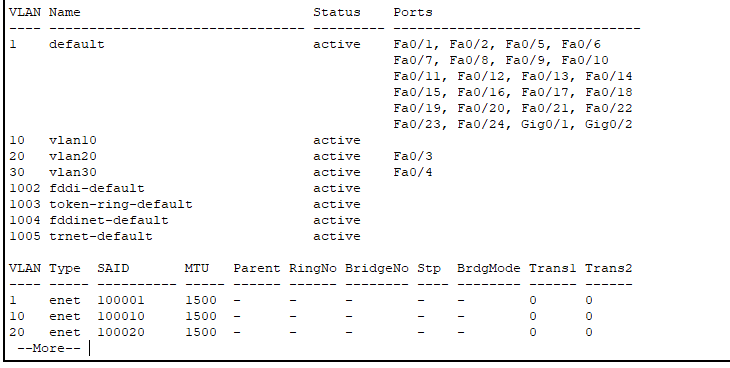 VLAN Name                             Status    Ports
---- -------------------------------- --------- -------------------------------
1    default                          active    Fa0/1, Fa0/2, Fa0/5, Fa0/6
                                                Fa0/7, Fa0/8, Fa0/9, Fa0/10
                                                Fa0/11, Fa0/12, Fa0/13, Fa0/14
                                                Fa0/15, Fa0/16, Fa0/17, Fa0/18
                                                Fa0/19, Fa0/20, Fa0/21, Fa0/22
                                                Fa0/23, Fa0/24, Gig0/1, Gig0/2
10   vlan10                           active
20   vlan20                           active    Fa0/3
30   vlan30                           active    Fa0/4
1002 fddi-default                     active
1003 token-ring-default               active
1004 fddinet-default                  active
1005 trnet-default                    active
VLAN Type  SAID       MTU   Parent RingNo BridgeNo Stp  BrdgMode Trans1 Trans2
---- ----- ---------- ----- ------ ------ -------- ---- -------- ------ ------
1    enet  100001     1500  -      -      -        -    -        0      0
10   enet  100010     1500  -      -      -        -    -        0      0
20   enet  100020     1500  -      -      -        -    -        0      0
 --More--